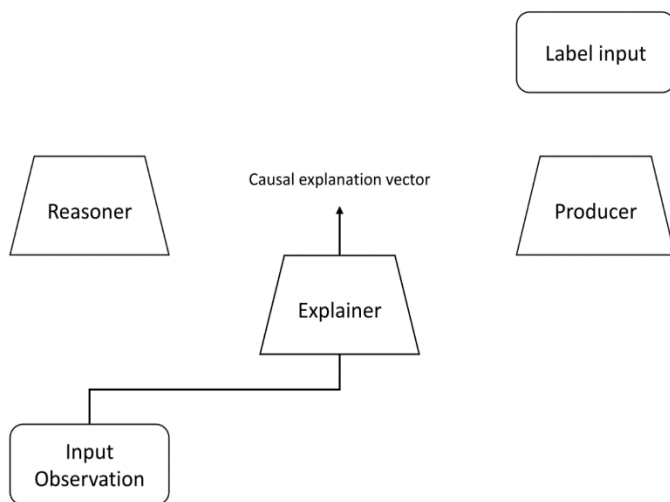 Label input
Reasoner
Causal explanation vector
Producer
Explainer
Input
Observation